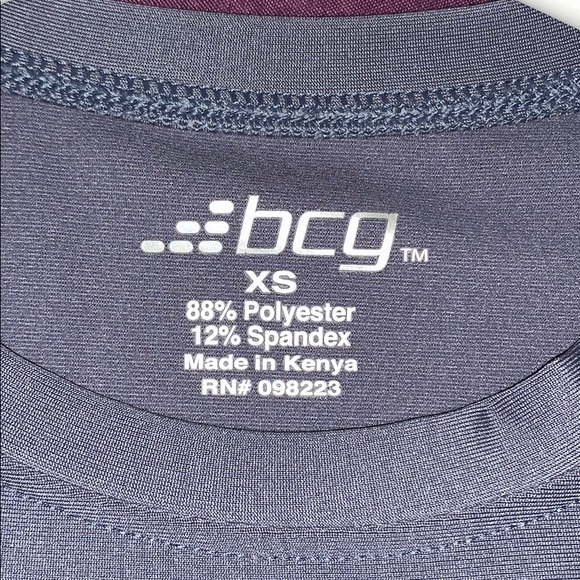 bcg™
XS
88% Polyester
12% Spandex
Made in Kenya
RN# 098223